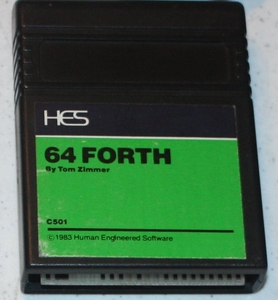 HES
64 FORTH
By Tom Zimmer
C501
©1983 Human Engineered Software